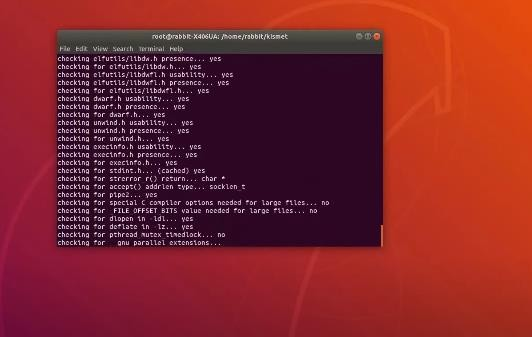 root@rabbit-X406UA: /home/rabbit/kismet
File Edit View Search Terminal Help
checking elfutils/libdw.h presence... yes
checking for elfutils/libdw.h... yes
checking elfutils/libdwfl.h usability... yes
checking elfutils/libdwfl.h presence... yes
checking for elfutils/libdwfl.h... yes
checking dwarf.h usability... yes
checking dwarf.h presence... yes
checking for dwarf.h... yes
checking unwind.h usability... yes
checking unwind.h presence... yes
checking for unwind.h... yes
checking execinfo.h usability... yes
checking execinfo.h presence... yes
checking for execinfo.h... yes
checking for stdint.h... (cached) yes
checking for strerror_r() return... char *
checking for accept() addrlen type... socklen_t
checking for pipe2... yes
checking for special C compiler options needed for large files... no
checking for _FILE_OFFSET_BITS value needed for large files... no
checking for dlopen in -ldl... yes
checking for deflate in -lz... yes
checking for pthread mutex timedlock... no
checking for __gnu parallel extensions...